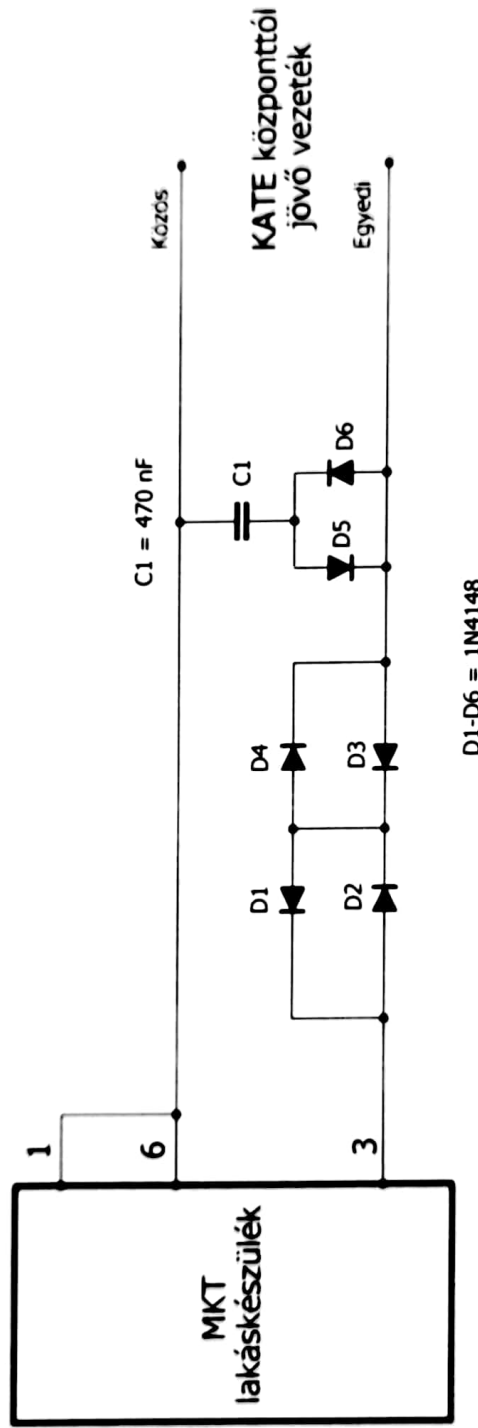 MKT
lakáskészülék
1
6
3
C1 = 470 nF
Közös
KATE központtól
jövő vezeték
Egyedi
C1
D1
D4
D5
D6
D2
D3
D1-D6 = 1N4148